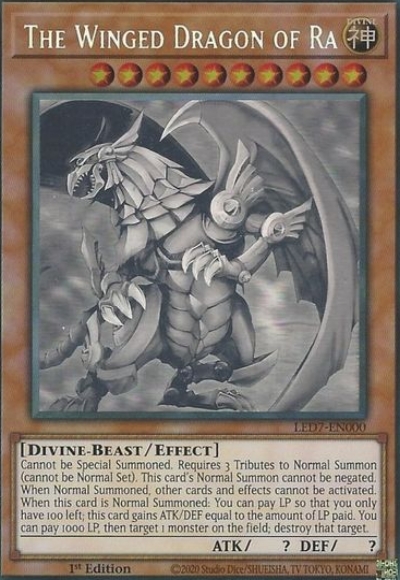 THE WINGED DRAGON OF RA
DIVINE
神
LED7-EN000
[DIVINE-BEAST/EFFECT]
Cannot be Special Summoned. Requires 3 Tributes to Normal Summon
(cannot be Normal Set). This card's Normal Summon cannot be negated.
When Normal Summoned, other cards and effects cannot be activated.
When this card is Normal Summoned: You can pay LP so that you only
have 100 left; this card gains ATK/DEF equal to the amount of LP paid. You
can pay 1000 LP, then target 1 monster on the field; destroy that target.
ATK/ ? DEF/ ?
1st Edition
©2020 Studio Dice/SHUEISHA, TV TOKYO, KONAMI